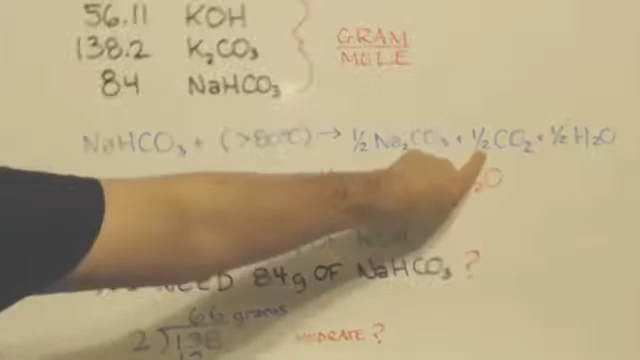 56.11 KOH
138.2 K₂CO₃
84 NaHCO₃
GRAM
MOLE
NaHCO₃ + (>80°C) → ½ Na₂CO₃ + ½ CO₂ + ½ H₂O
₂O
NEED 84g OF NaHCO₃ ?
66 grams
2 138
HYDRATE?